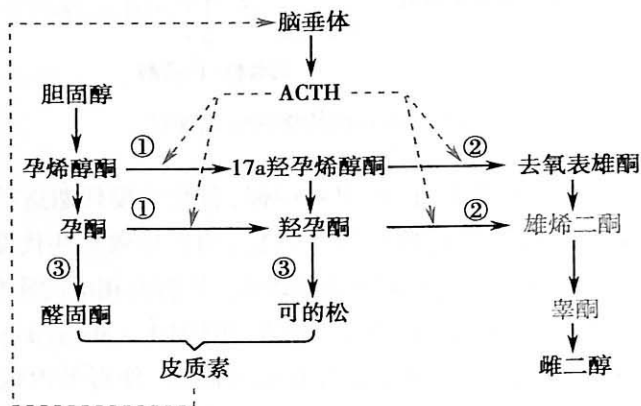 脑垂体
胆固醇
ACTH
① ②
孕烯醇酮 17a羟孕烯醇酮 去氧表雄酮
① ②
孕酮 羟孕酮 雄烯二酮
③ ③
醛固酮 可的松 睾酮
皮质素 雌二醇